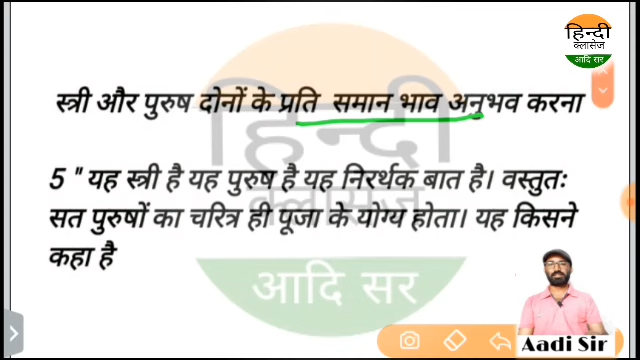 हिन्दी
क्लासेज
आदि सर
स्त्री और पुरुष दोनों के प्रति समान भाव अनुभव करना
5 " यह स्त्री है यह पुरुष है यह निरर्थक बात है। वस्तुतः
सत पुरुषों का चरित्र ही पूजा के योग्य होता। यह किसने
कहा है
हिन्दी
क्लासेज
आदि सर
Aadi Sir